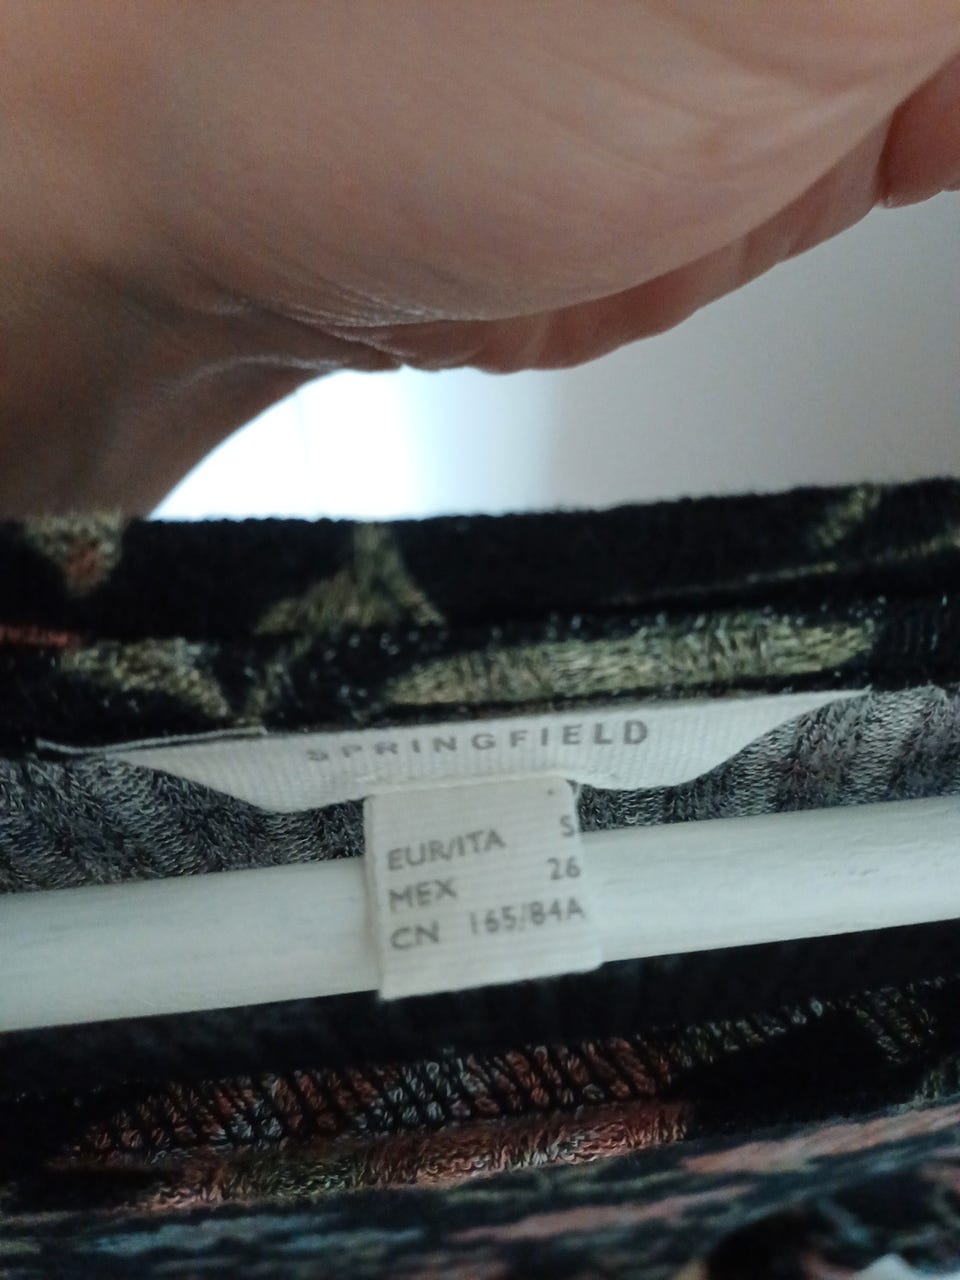 SPRINGFIELD
EUR/ITA S
MEX 26
CN 165/84A